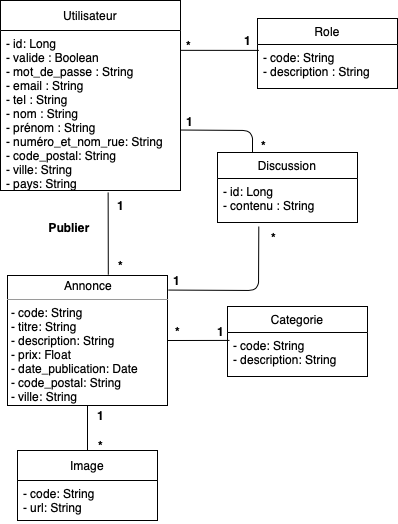 Utilisateur
- id: Long
- valide : Boolean
- mot_de_passe : String
- email : String
- tel : String
- nom : String
- prénom : String
- numéro_et_nom_rue: String
- code_postal: String
- ville: String
- pays: String
* 1
Role
- code: String
- description : String
1
*
Discussion
- id: Long
- contenu : String
1
Publier
*
*
1
Annonce
- code: String
- titre: String
- description: String
- prix: Float
- date_publication: Date
- code_postal: String
- ville: String
* 1
Categorie
- code: String
- description: String
1
*
Image
- code: String
- url: String